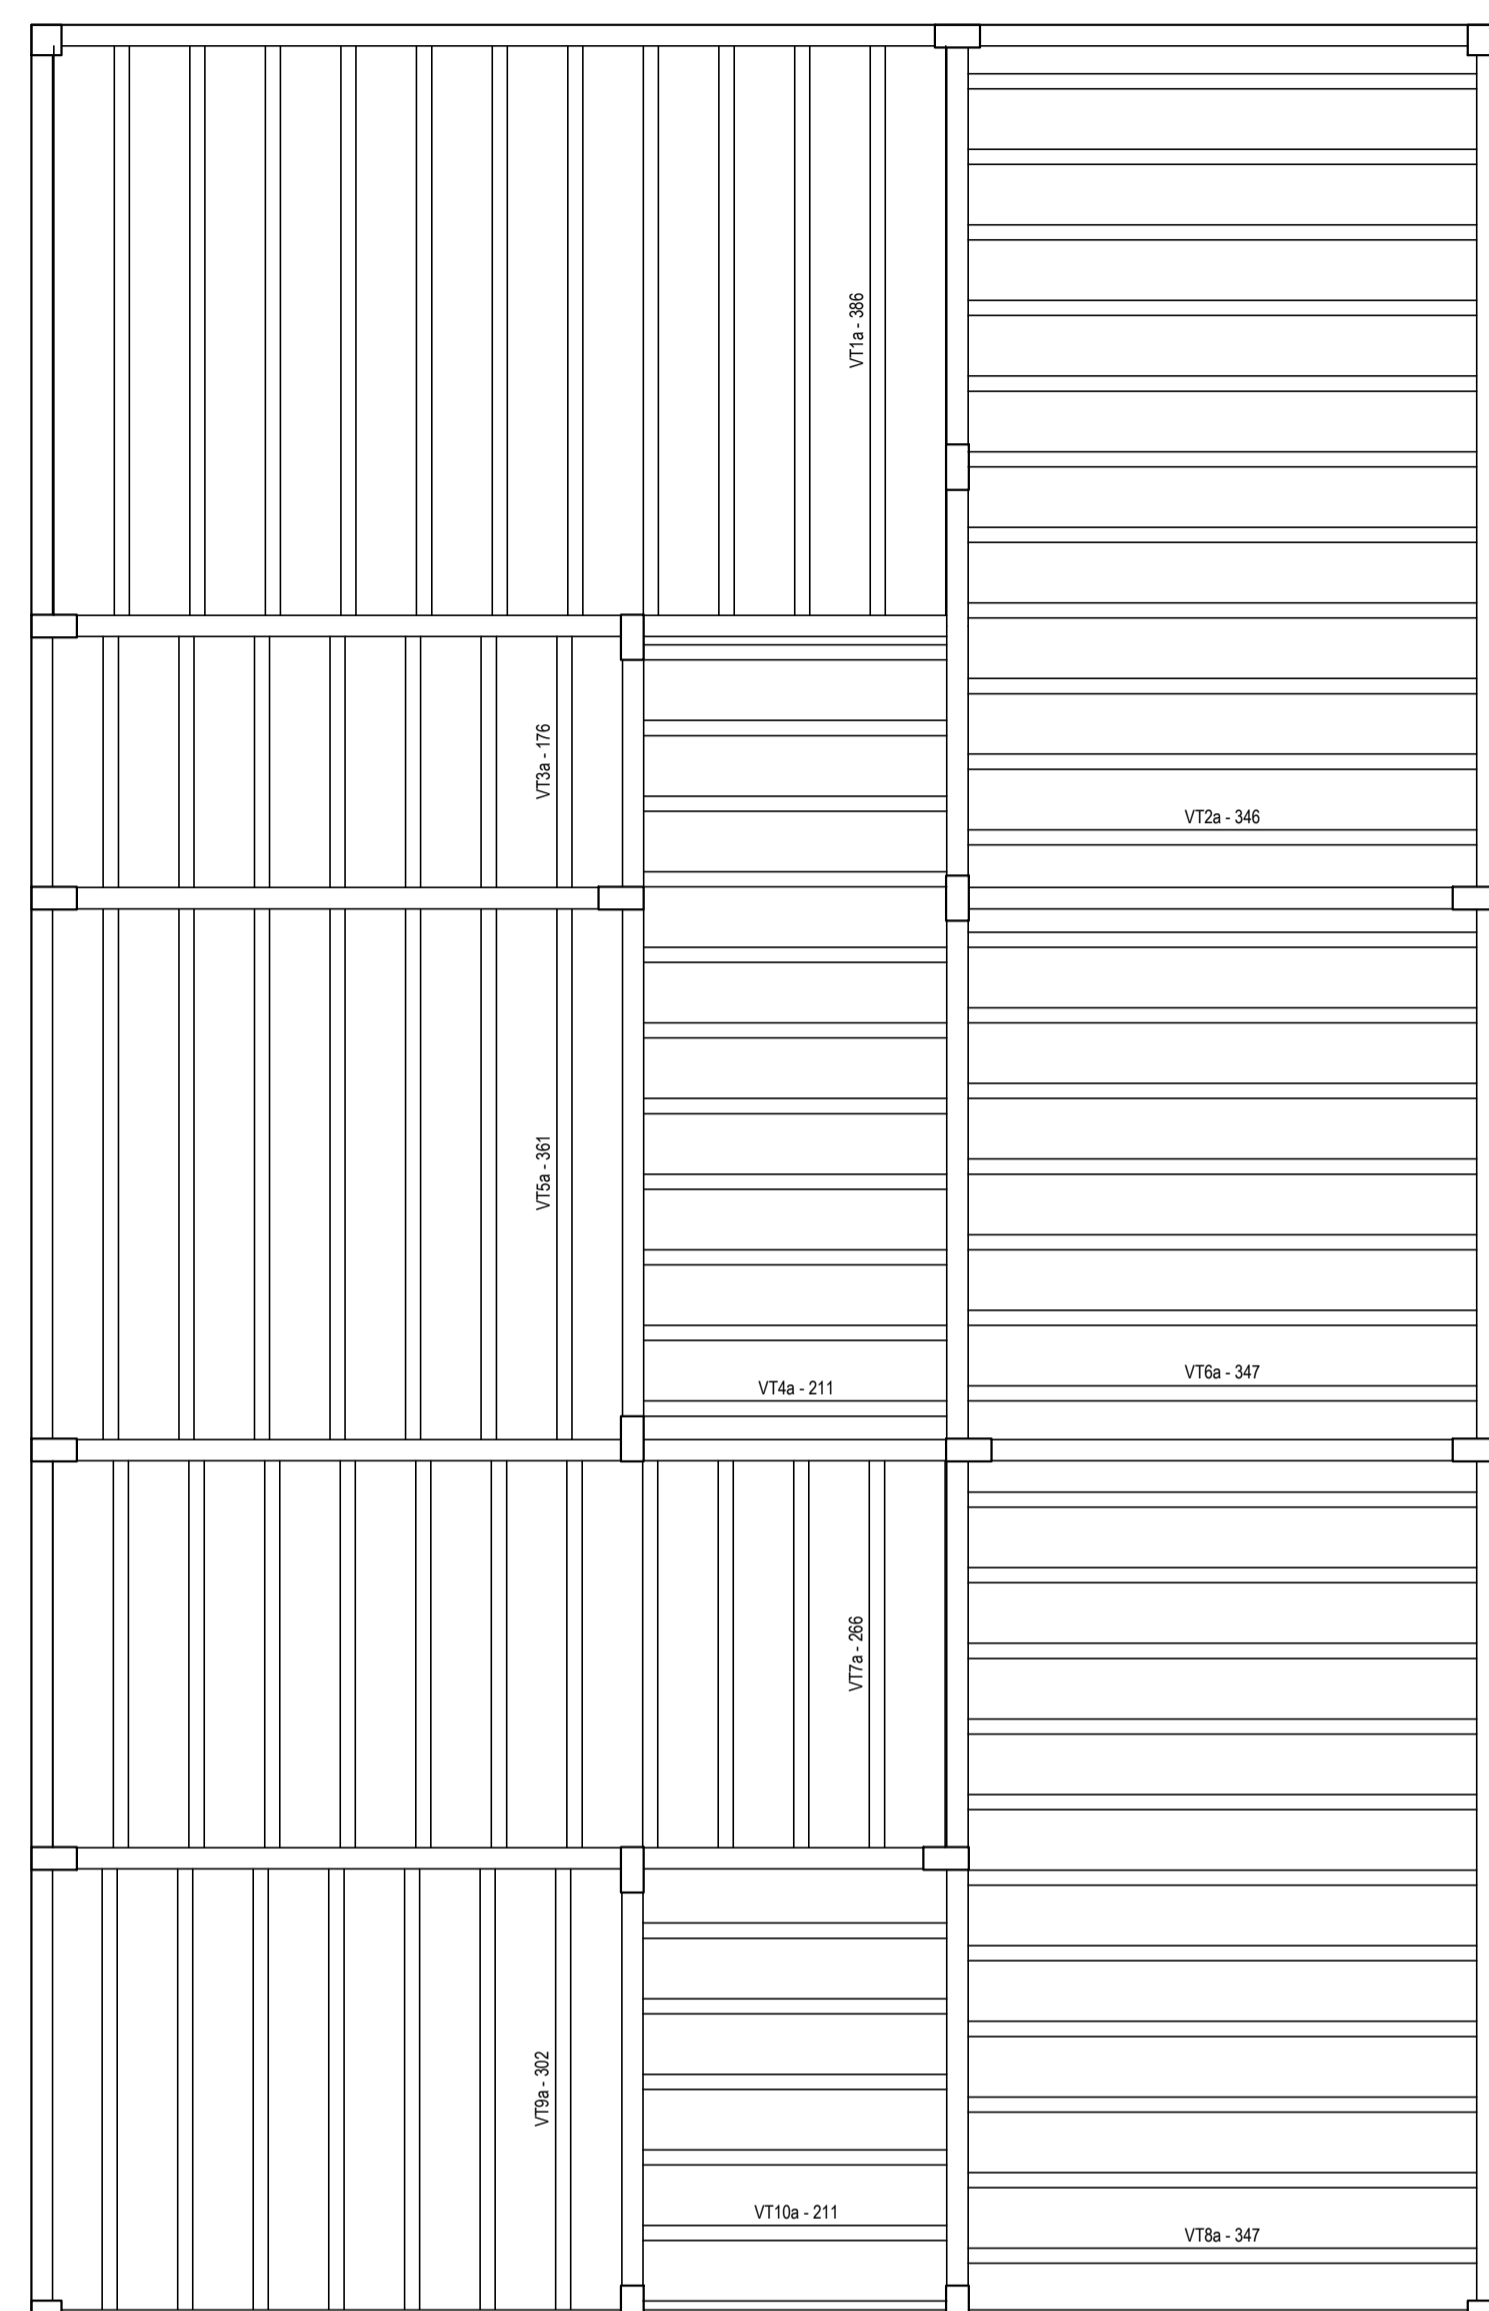 VT1a - 386
VT3a - 176
VT2a - 346
VT5a - 361
VT4a - 211
VT6a - 347
VT7a - 266
VT9a - 302
VT10a - 211
VT8a - 347